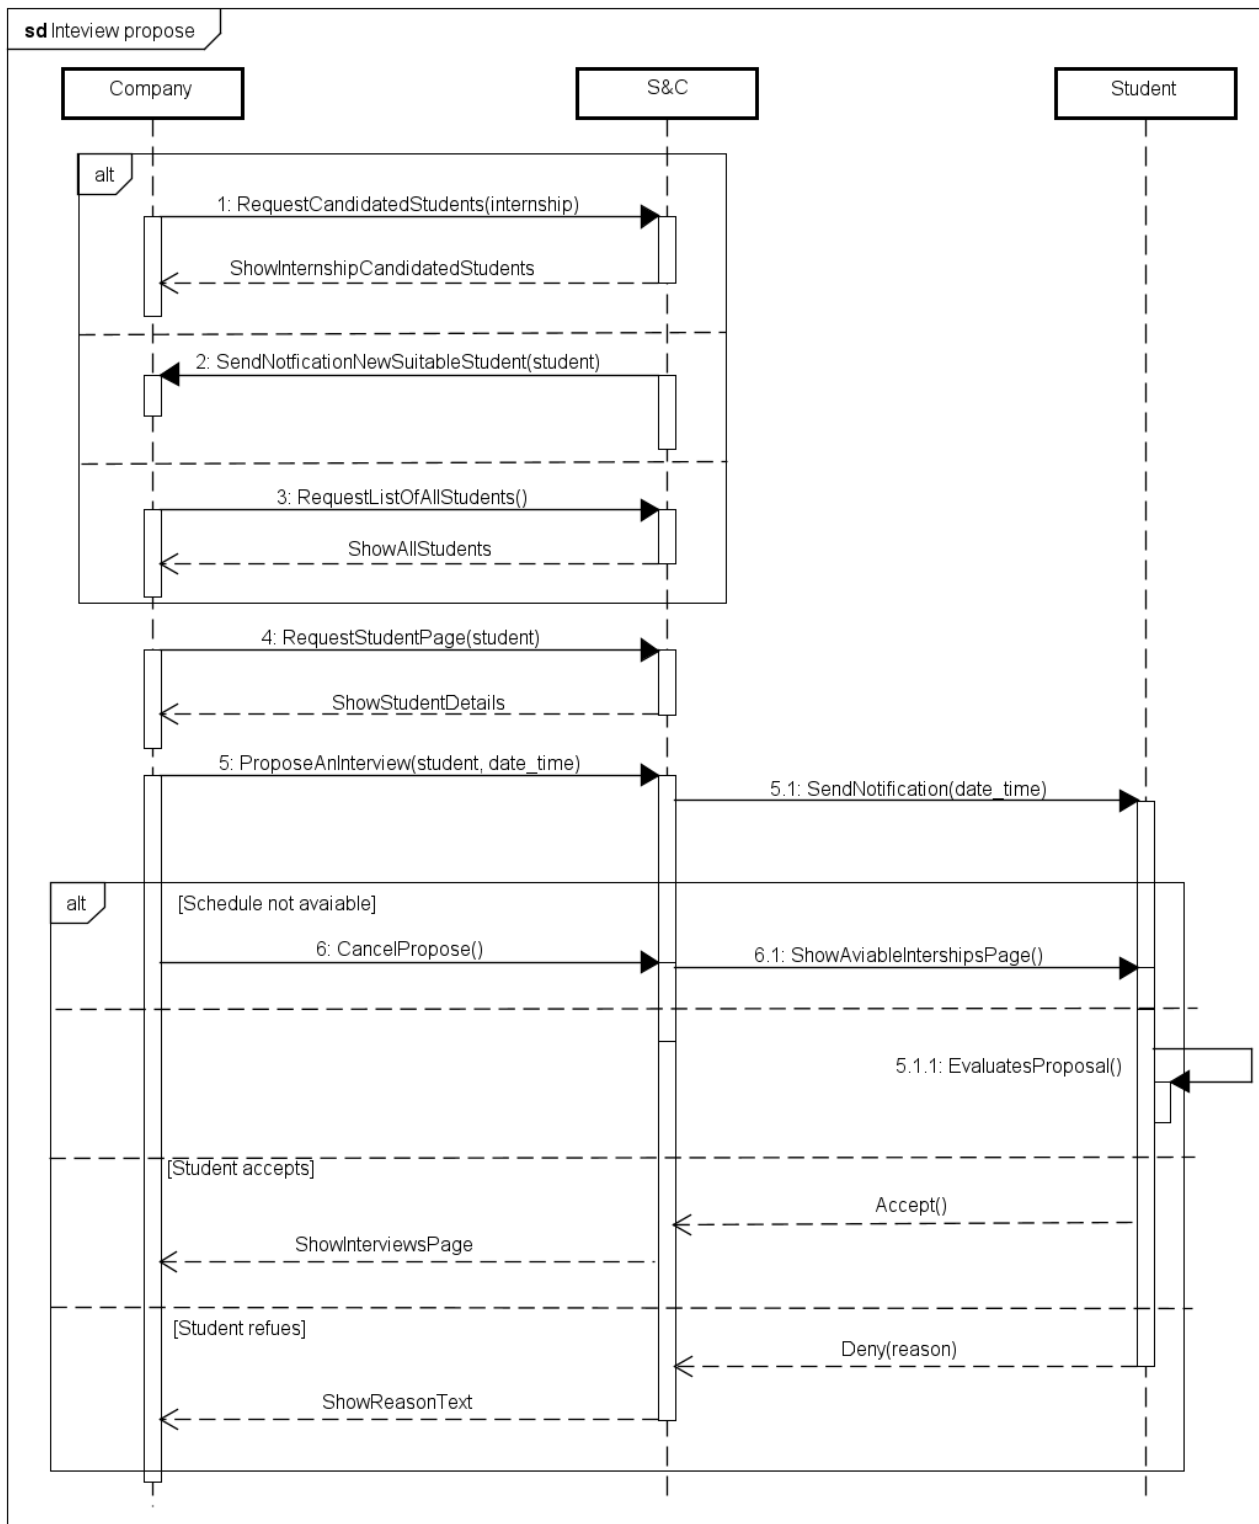 sd Inteview propose
Company
S&C
Student
alt
1: RequestCandidatedStudents(internship)
ShowInternshipCandidatedStudents
2: SendNotficationNewSuitableStudent(student)
3: RequestListOfAllStudents()
ShowAllStudents
4: RequestStudentPage(student)
ShowStudentDetails
5: ProposeAnInterview(student, date_time)
5.1: SendNotification(date_time)
alt
[Schedule not avaiable]
6: CancelPropose()
6.1: ShowAviableIntershipsPage()
5.1.1: EvaluatesProposal()
[Student accepts]
Accept()
ShowInterviewsPage
[Student refues]
Deny(reason)
ShowReasonText